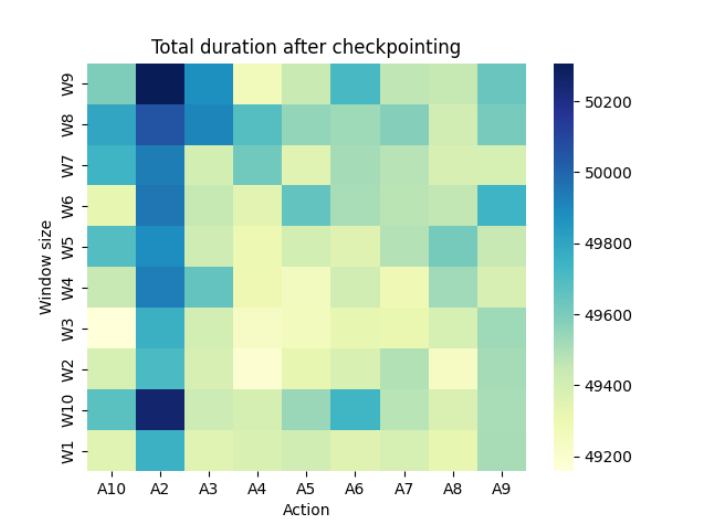 Total duration after checkpointing
Window size
W9
W8
W7
W6
W5
W4
W3
W2
W10
W1
A10 A2 A3 A4 A5 A6 A7 A8 A9
Action
50200
50000
49800
49600
49400
49200